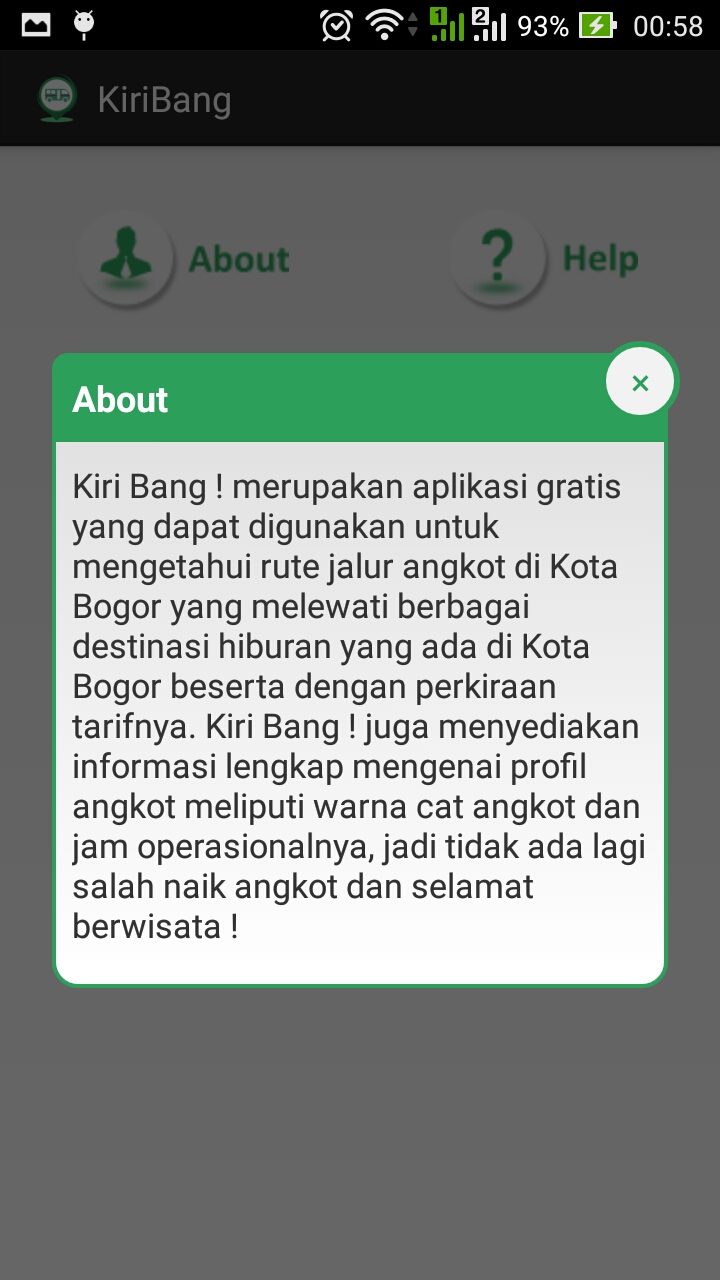 1 2 93% 00:58
KiriBang
About Help
About ×
Kiri Bang ! merupakan aplikasi gratis
yang dapat digunakan untuk
mengetahui rute jalur angkot di Kota
Bogor yang melewati berbagai
destinasi hiburan yang ada di Kota
Bogor beserta dengan perkiraan
tarifnya. Kiri Bang ! juga menyediakan
informasi lengkap mengenai profil
angkot meliputi warna cat angkot dan
jam operasionalnya, jadi tidak ada lagi
salah naik angkot dan selamat
berwisata !